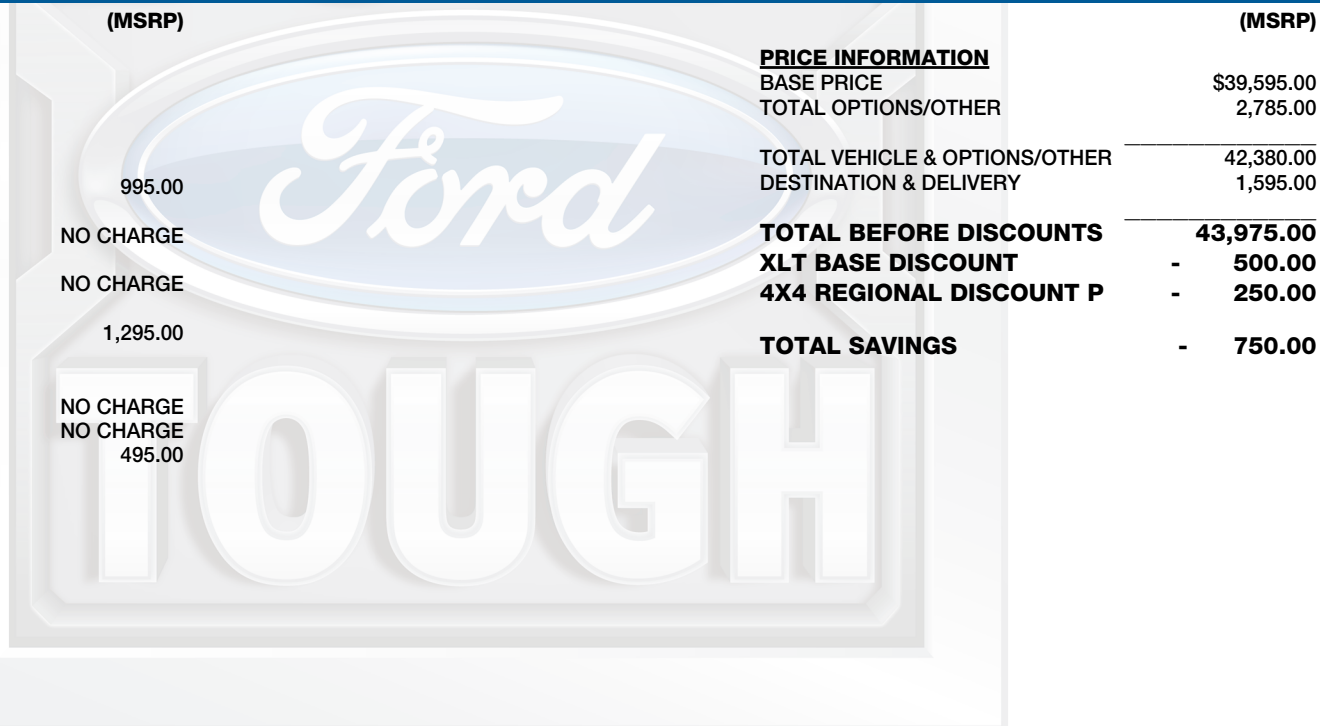 (MSRP)
995.00
NO CHARGE
NO CHARGE
1,295.00
NO CHARGE
NO CHARGE
495.00
(MSRP)
PRICE INFORMATION
BASE PRICE $39,595.00
TOTAL OPTIONS/OTHER 2,785.00
TOTAL VEHICLE & OPTIONS/OTHER 42,380.00
DESTINATION & DELIVERY 1,595.00
TOTAL BEFORE DISCOUNTS 43,975.00
XLT BASE DISCOUNT - 500.00
4X4 REGIONAL DISCOUNT P - 250.00
TOTAL SAVINGS - 750.00
Ford
TOUGH